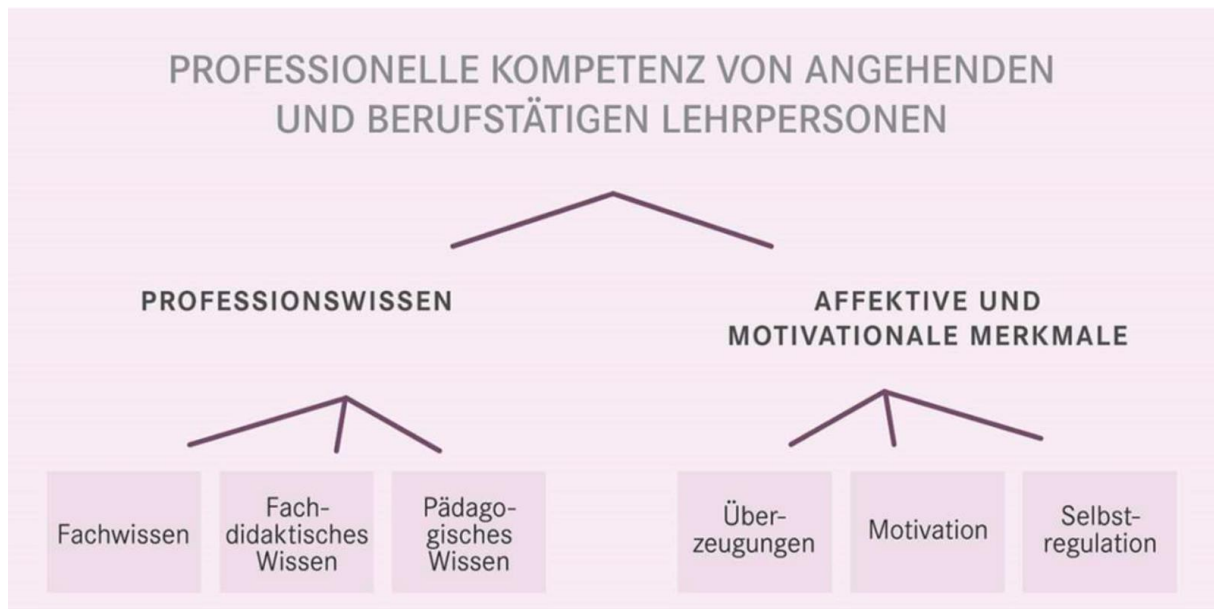 PROFESSIONELLE KOMPETENZ VON ANGEHENDEN
UND BERUFSTÄTIGEN LEHRPERSONEN
PROFESSIONSWISSEN
AFFEKTIVE UND
MOTIVATIONALE MERKMALE
Fachwissen
Fach-
didaktisches
Wissen
Pädago-
gisches
Wissen
Über-
zeugungen
Motivation
Selbst-
regulation